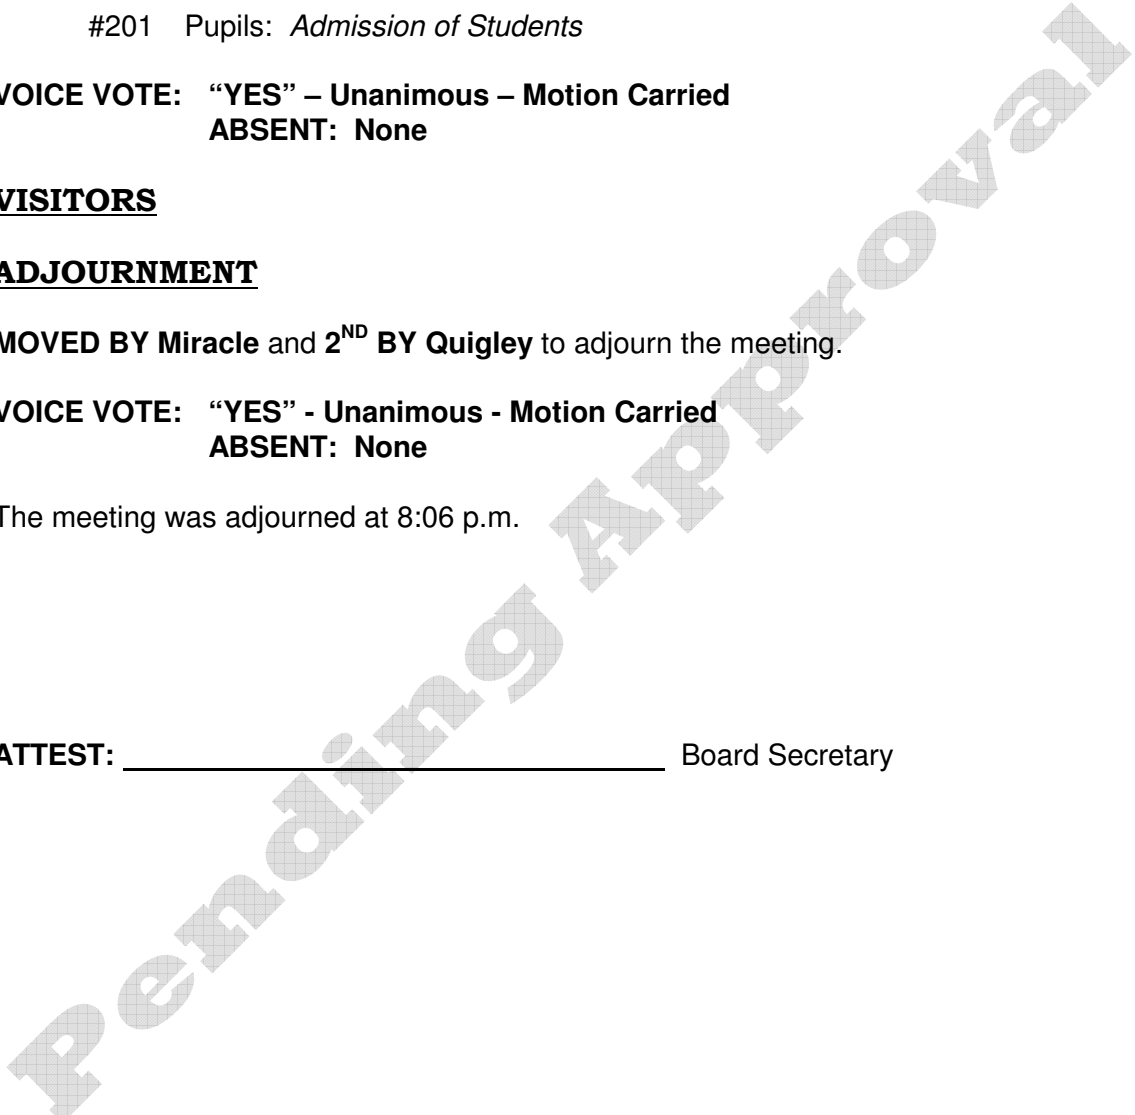 #201 Pupils: Admission of Students
VOICE VOTE: “YES” – Unanimous – Motion Carried
ABSENT: None
VISITORS
ADJOURNMENT
MOVED BY Miracle and 2ND BY Quigley to adjourn the meeting.
VOICE VOTE: “YES” - Unanimous - Motion Carried
ABSENT: None
The meeting was adjourned at 8:06 p.m.
ATTEST: Board Secretary
Pending Approval